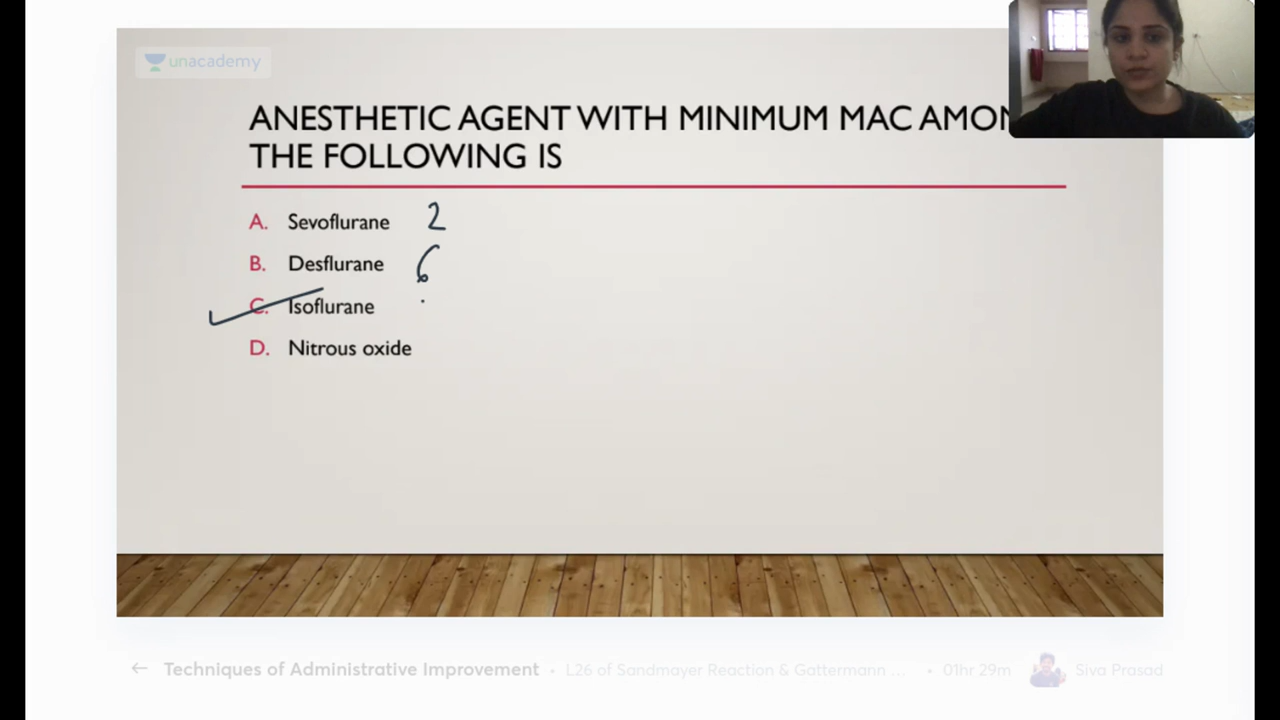 unacademy
ANESTHETIC AGENT WITH MINIMUM MAC AMON
THE FOLLOWING IS
A. Sevoflurane 2
B. Desflurane 6
C. Isoflurane
D. Nitrous oxide
← Techniques of Administrative Improvement • L26 of Sandmayer Reaction & Gattermann ... • 01hr 29m Siva Prasad